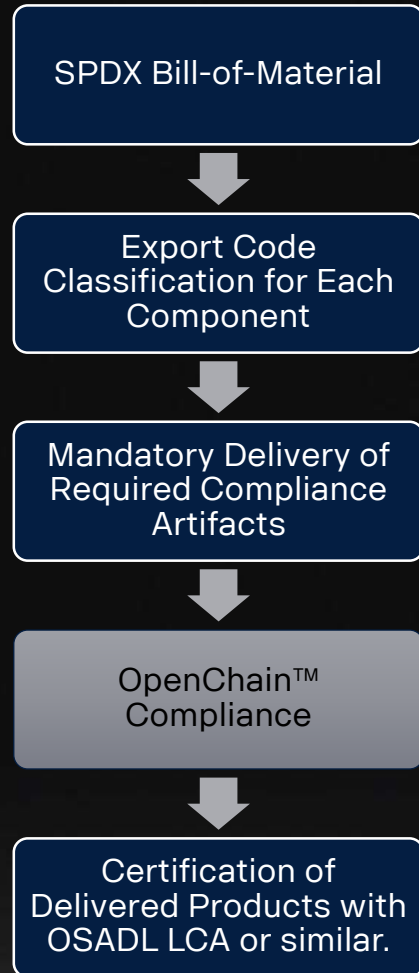 SPDX Bill-of-Material
Export Code
Classification for Each
Component
Mandatory Delivery of
Required Compliance
Artifacts
OpenChain™
Compliance
Certification of
Delivered Products with
OSADL LCA or similar.